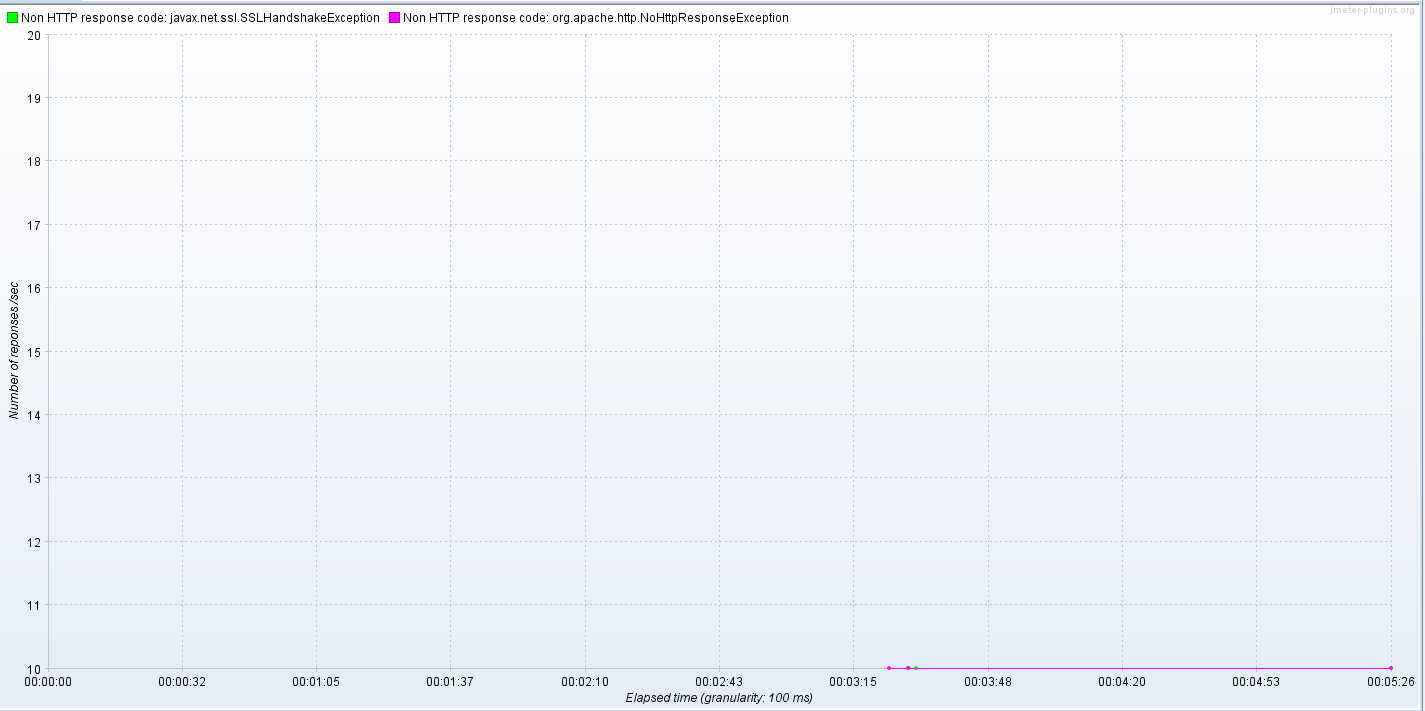 jmeter-plugins.org
Non HTTP response code: javax.net.ssl.SSLHandshakeException Non HTTP response code: org.apache.http.NoHttpResponseException
20
19
18
17
16
15
14
13
12
11
10
Number of reponses /sec
00:00:00 00:00:32 00:01:05 00:01:37 00:02:10 00:02:43 00:03:15 00:03:48 00:04:20 00:04:53 00:05:26
Elapsed time (granularity: 100 ms)